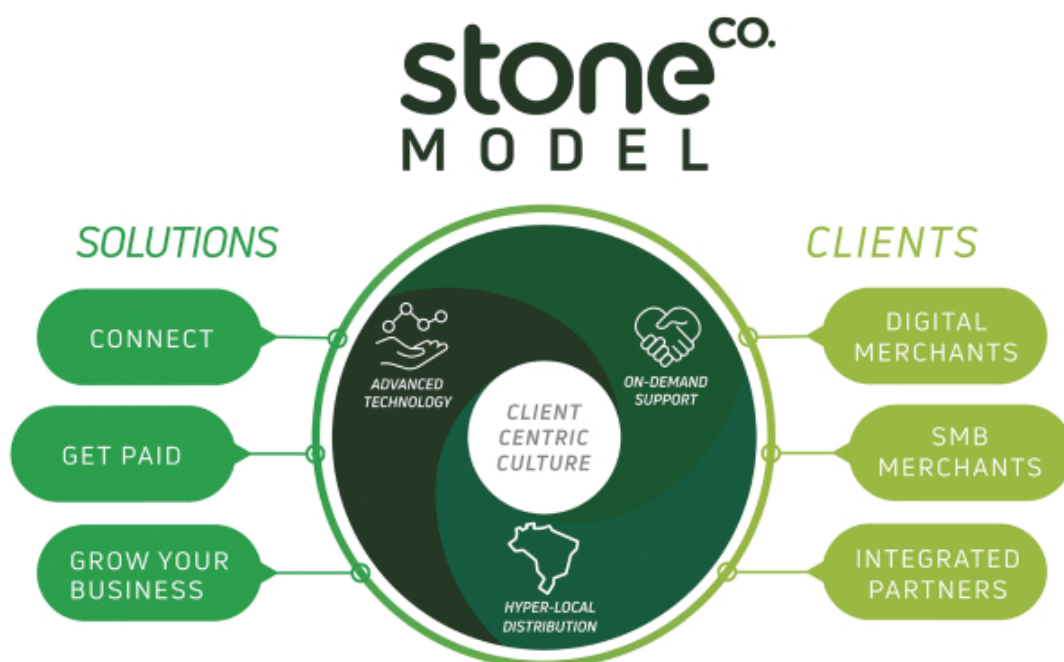 stone CO.
MODEL
SOLUTIONS
CONNECT
GET PAID
GROW YOUR
BUSINESS
ADVANCED
TECHNOLOGY
ON-DEMAND
SUPPORT
CLIENT
CENTRIC
CULTURE
HYPER-LOCAL
DISTRIBUTION
CLIENTS
DIGITAL
MERCHANTS
SMB
MERCHANTS
INTEGRATED
PARTNERS